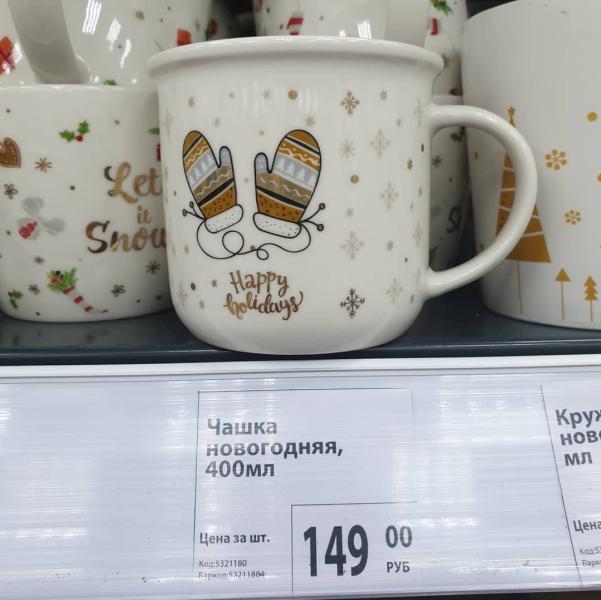 Let
it
Snow
Happy
holidays
Чашка
новогодняя,
400мл
Цена за шт.
149 00
РУБ
Код:5321180
Баркод:53211804
Круж
ново
мл
Цена